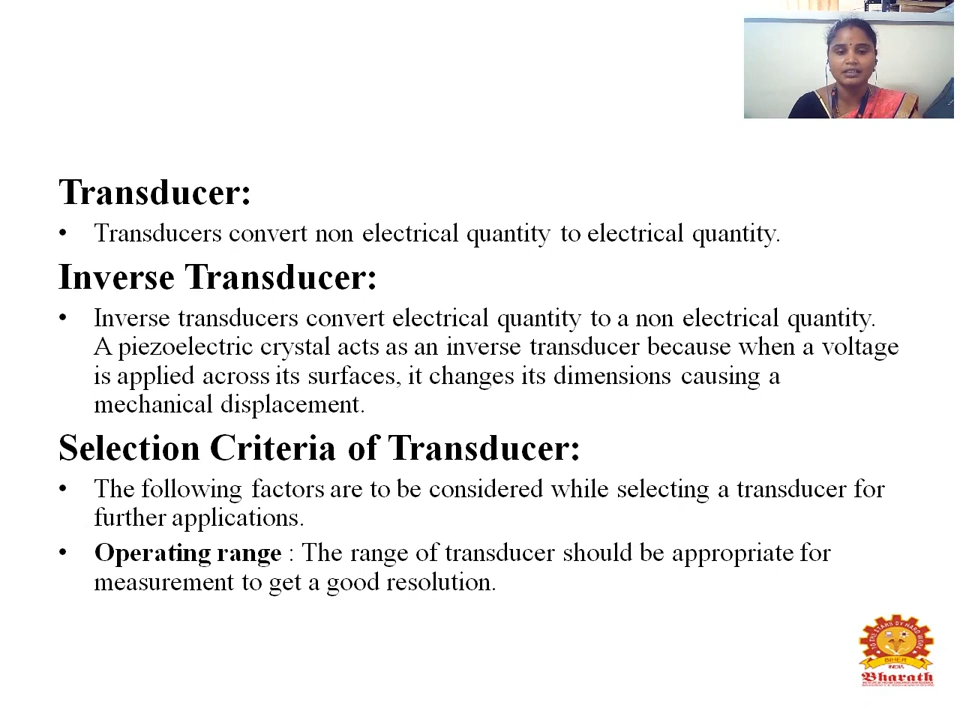 Transducer:
• Transducers convert non electrical quantity to electrical quantity.
Inverse Transducer:
• Inverse transducers convert electrical quantity to a non electrical quantity.
A piezoelectric crystal acts as an inverse transducer because when a voltage
is applied across its surfaces, it changes its dimensions causing a
mechanical displacement.
Selection Criteria of Transducer:
• The following factors are to be considered while selecting a transducer for
further applications.
• Operating range : The range of transducer should be appropriate for
measurement to get a good resolution.
BIHER
INDIA
Bharath